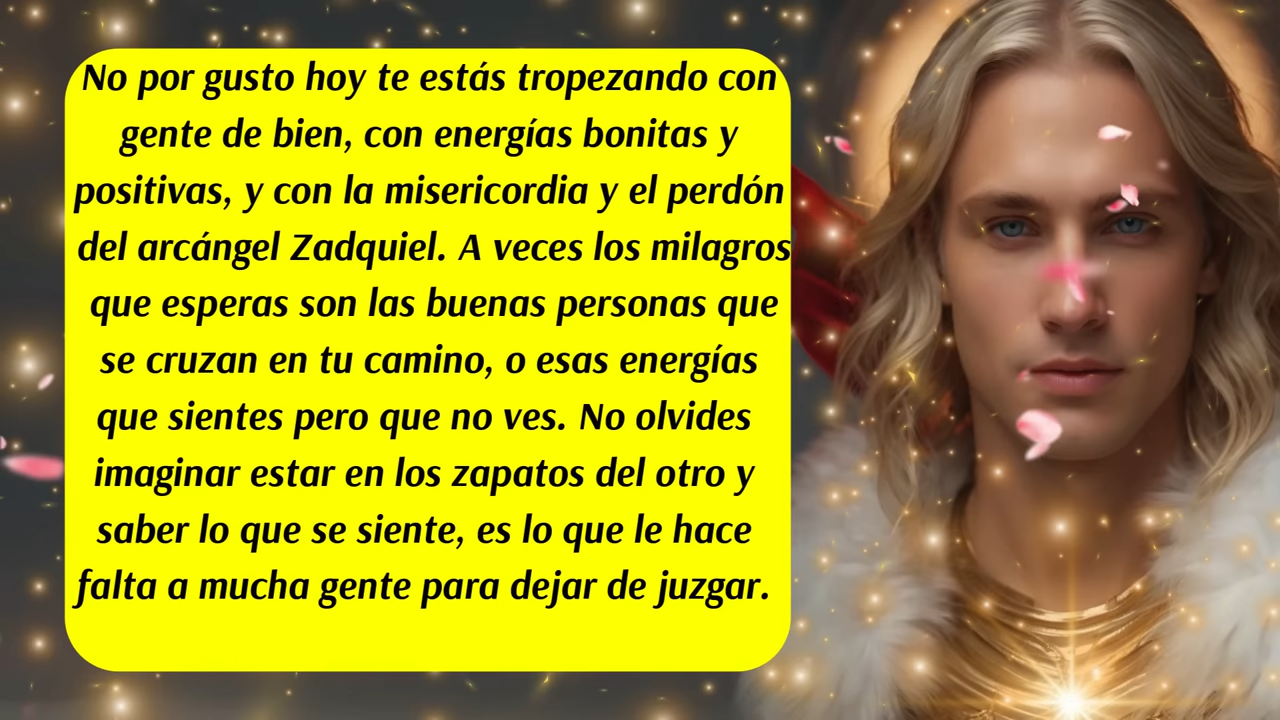 No por gusto hoy te estás tropezando con
gente de bien, con energías bonitas y
positivas, y con la misericordia y el perdón
del arcángel Zadquiel. A veces los milagros
que esperas son las buenas personas que
se cruzan en tu camino, o esas energías
que sientes pero que no ves. No olvides
imaginar estar en los zapatos del otro y
saber lo que se siente, es lo que le hace
falta a mucha gente para dejar de juzgar.